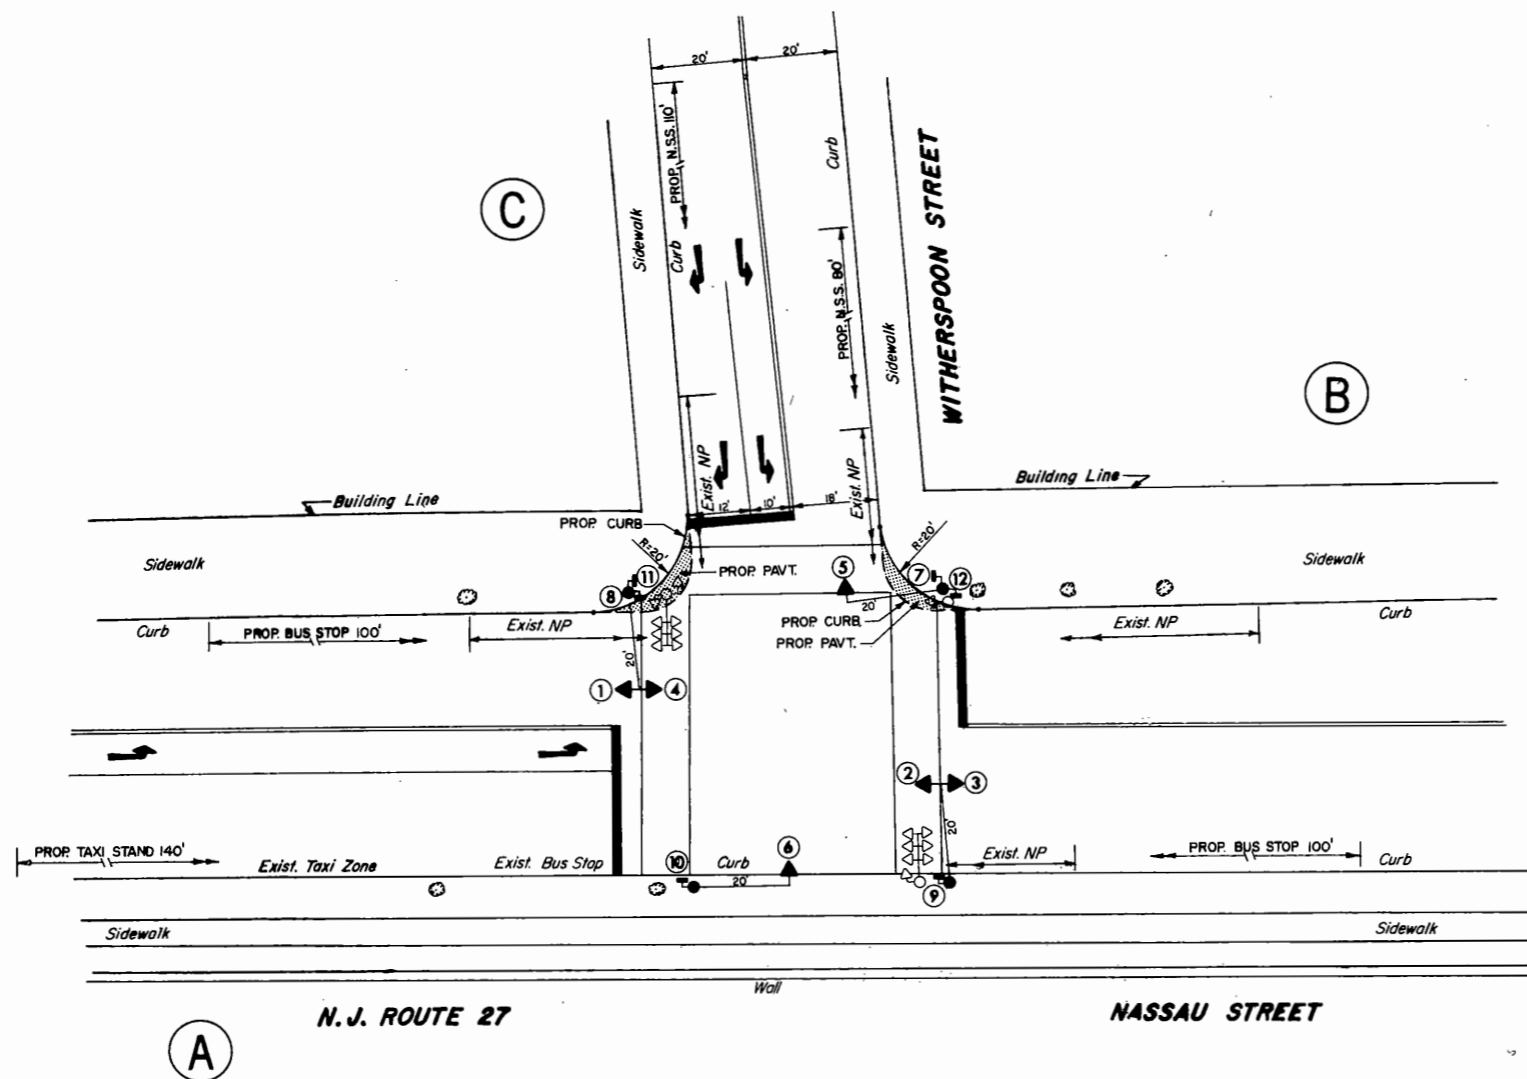 20'
20'
PROP. N.S.S. 110'
Curb
WITHERSPOON STREET
C
Sidewalk
Curb
PROP. N.S.S. 80'
Sidewalk
B
Exist. NP
Exist. NP
Building Line
Building Line
12'
10'
18'
PROP. CURB
R=20'
R=20'
Sidewalk
Sidewalk
11
PROP. PAVT.
5
7
12
8
20'
Curb
PROP. BUS STOP 100'
Exist. NP
PROP. CURB
PROP. PAVT.
Exist. NP
Curb
20'
1
4
2
3
20'
PROP. TAXI STAND 140'
Exist. Taxi Zone
Exist. Bus Stop
10
Curb
6
20'
9
Exist. NP
PROP. BUS STOP 100'
Curb
Sidewalk
Sidewalk
Wall
N.J. ROUTE 27
NASSAU STREET
A